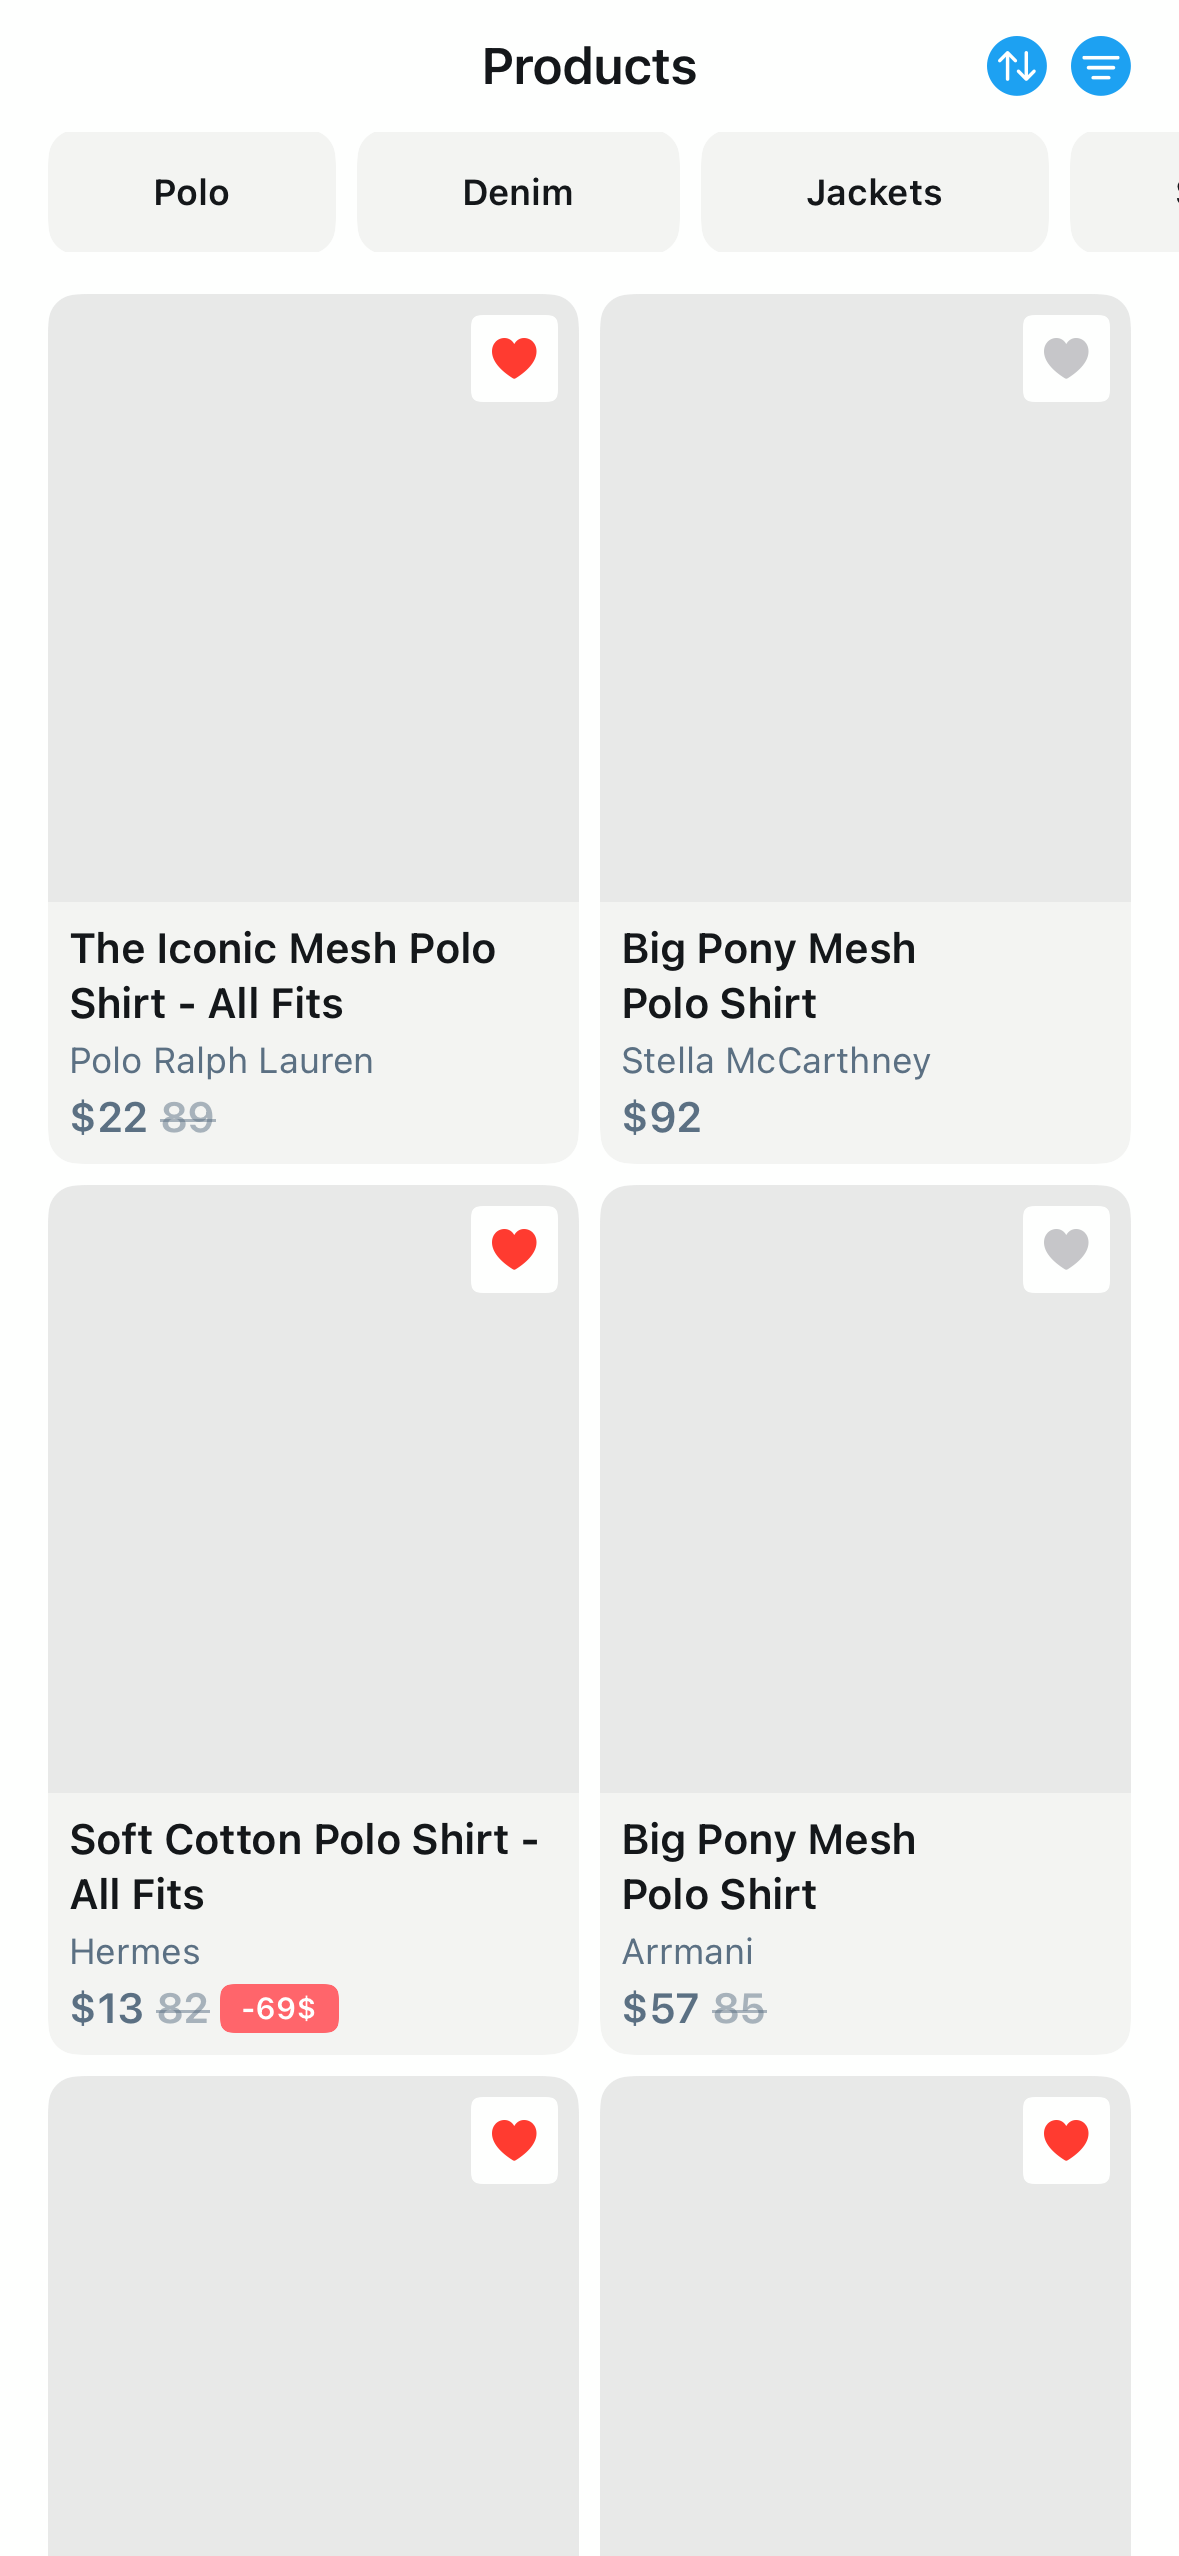 Products
Polo
Denim
Jackets
The Iconic Mesh Polo
Shirt - All Fits
Polo Ralph Lauren
$22 89
Big Pony Mesh
Polo Shirt
Stella McCarthney
$92
Soft Cotton Polo Shirt -
All Fits
Hermes
$13 82 -69$
Big Pony Mesh
Polo Shirt
Arrmani
$57 85